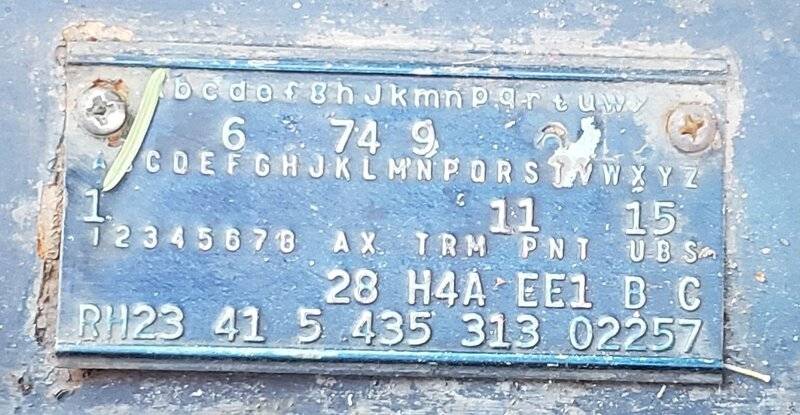 bcdefghJkmnpqrtuwy
6 74 9
A CDEFGHJKLMNPQRSTVWXYZ
1 11 15
12345678 AX TRM PNT UBS
28 H4A EE1 B C
RH23 41 5 435 313 02257